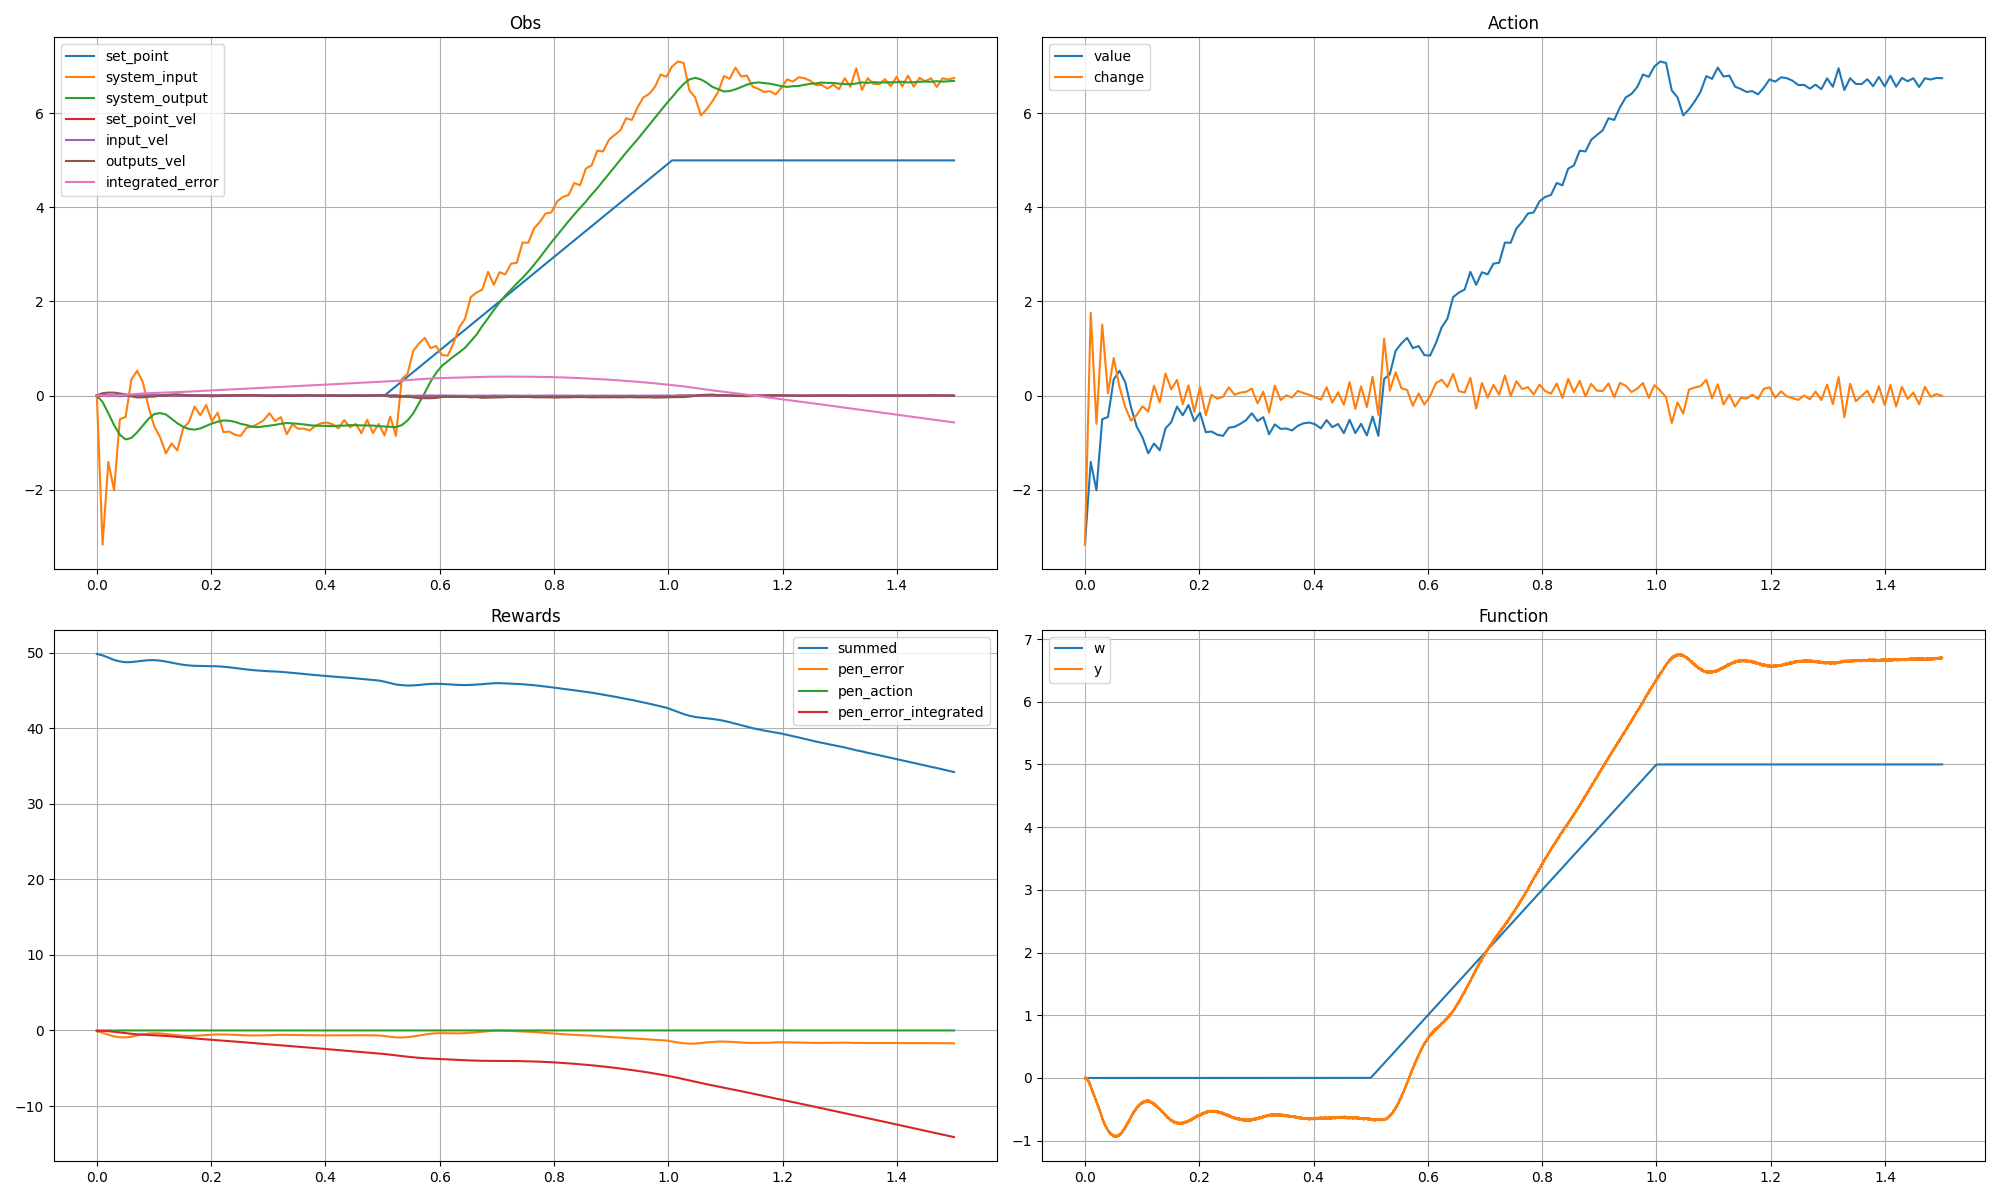 Obs
set_point
system_input
system_output
set_point_vel
input_vel
outputs_vel
integrated_error
6
4
2
0
−2
0.0 0.2 0.4 0.6 0.8 1.0 1.2 1.4
Action
value
change
6
4
2
0
−2
0.0 0.2 0.4 0.6 0.8 1.0 1.2 1.4
Rewards
summed
pen_error
pen_action
pen_error_integrated
50
40
30
20
10
0
−10
0.0 0.2 0.4 0.6 0.8 1.0 1.2 1.4
Function
w
y
7
6
5
4
3
2
1
0
−1
0.0 0.2 0.4 0.6 0.8 1.0 1.2 1.4